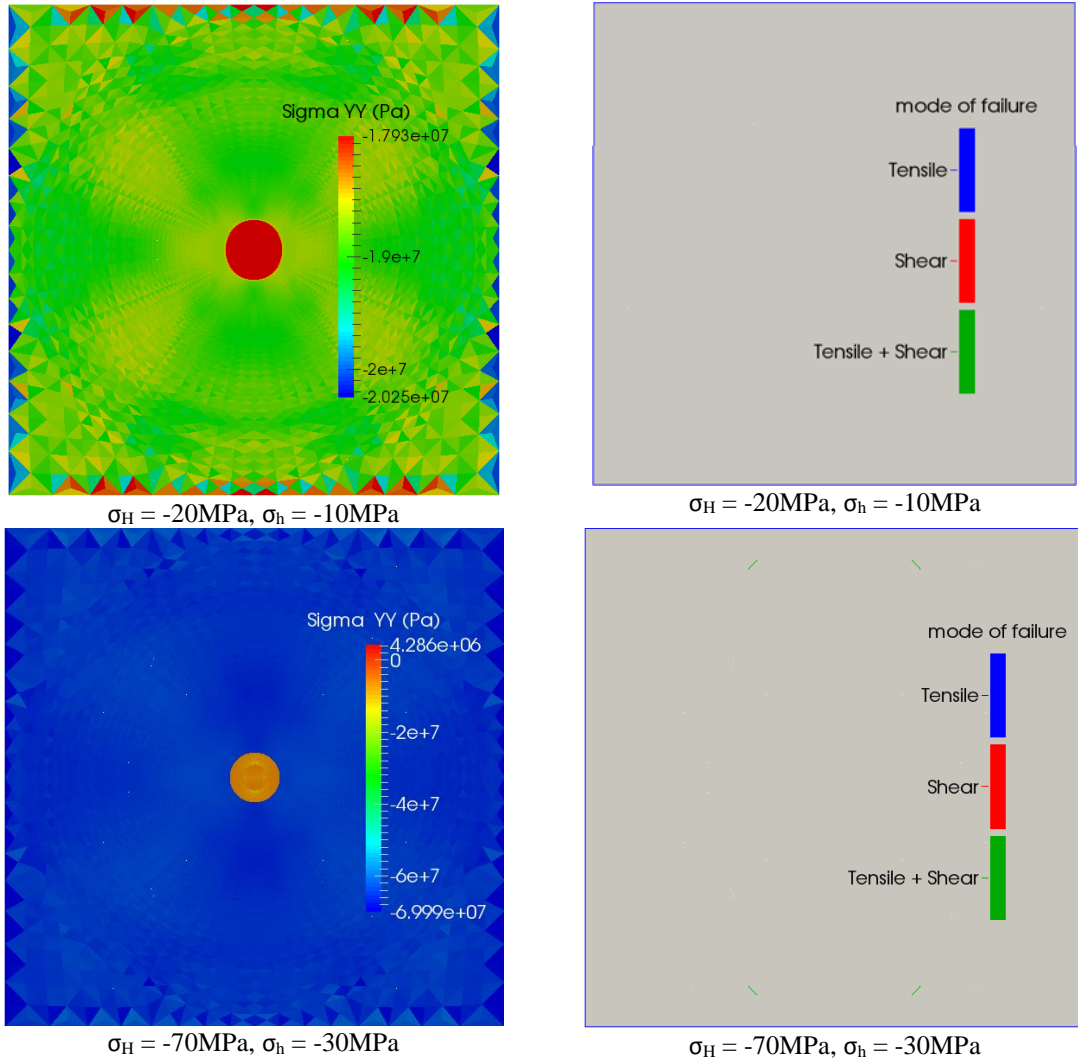 Sigma YY (Pa)
-1.793e+07
-1.9e+7
-2e+7
-2.025e+07
mode of failure
Tensile
Shear
Tensile + Shear
σH = -20MPa, σh = -10MPa
σH = -20MPa, σh = -10MPa
Sigma YY (Pa)
4.286e+06
0
-2e+7
-4e+7
-6e+7
-6.999e+07
mode of failure
Tensile
Shear
Tensile + Shear
σH = -70MPa, σh = -30MPa
σH = -70MPa, σh = -30MPa